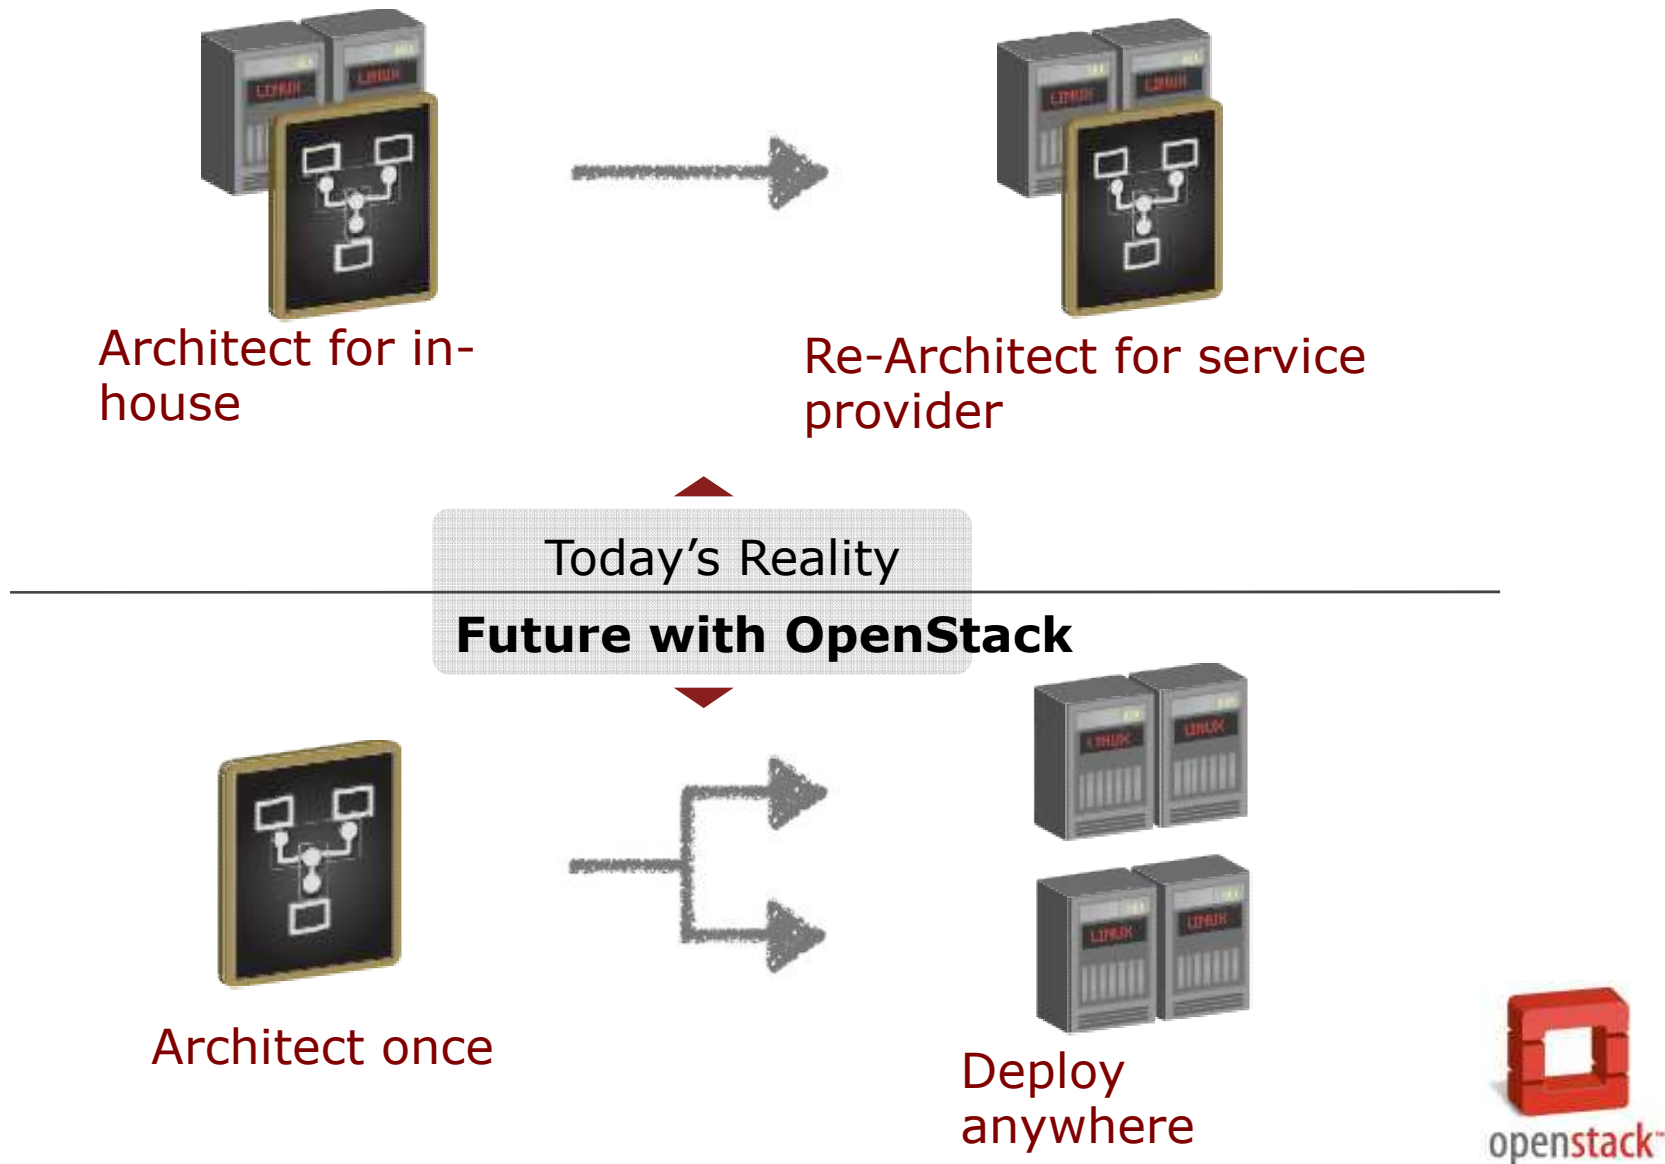 LINUX
LINUX
LINUX
LINUX
Architect for in-
house
Re-Architect for service
provider
Today's Reality
Future with OpenStack
LINUX
LINUX
LINUX
LINUX
Architect once
Deploy
anywhere
openstack™